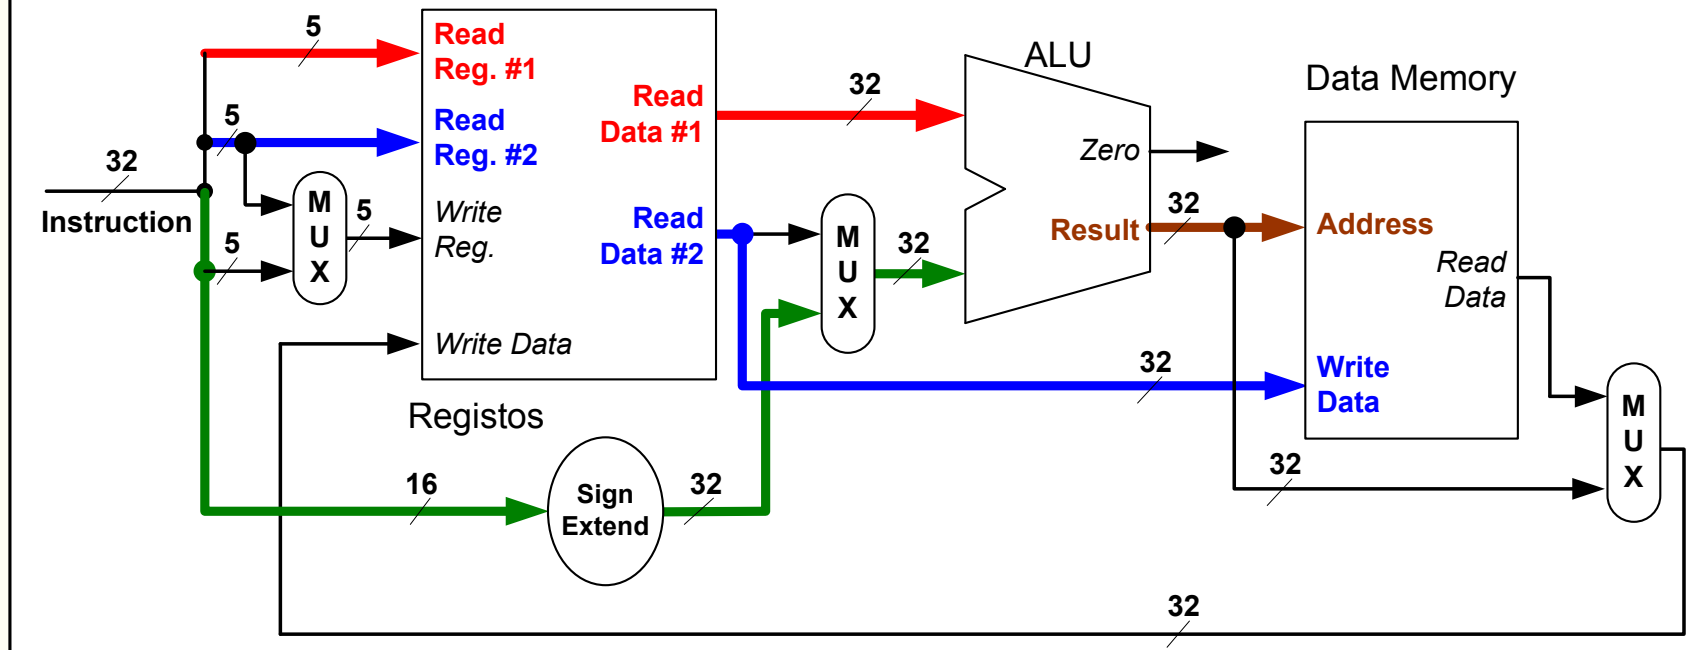 5
Read
Reg. #1
5
Read
Reg. #2
32
Instruction
M
U
X
5
5
Write
Reg.
Write Data
Read
Data #1
Read
Data #2
Registos
16
Sign
Extend
32
32
M
U
X
32
ALU
Zero
Result
32
Data Memory
Address
Read
Data
Write
Data
32
32
M
U
X
32